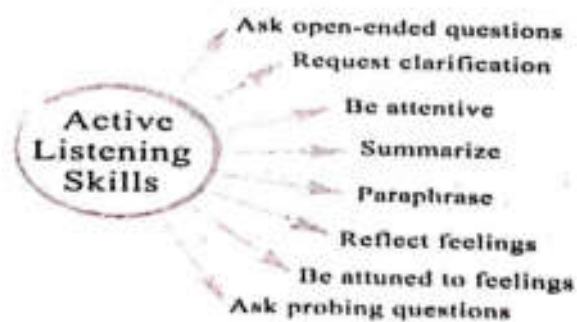 Ask open-ended questions
Request clarification
Be attentive
Active
Listening
Skills
Summarize
Paraphrase
Reflect feelings
Be attuned to feelings
Ask probing questions